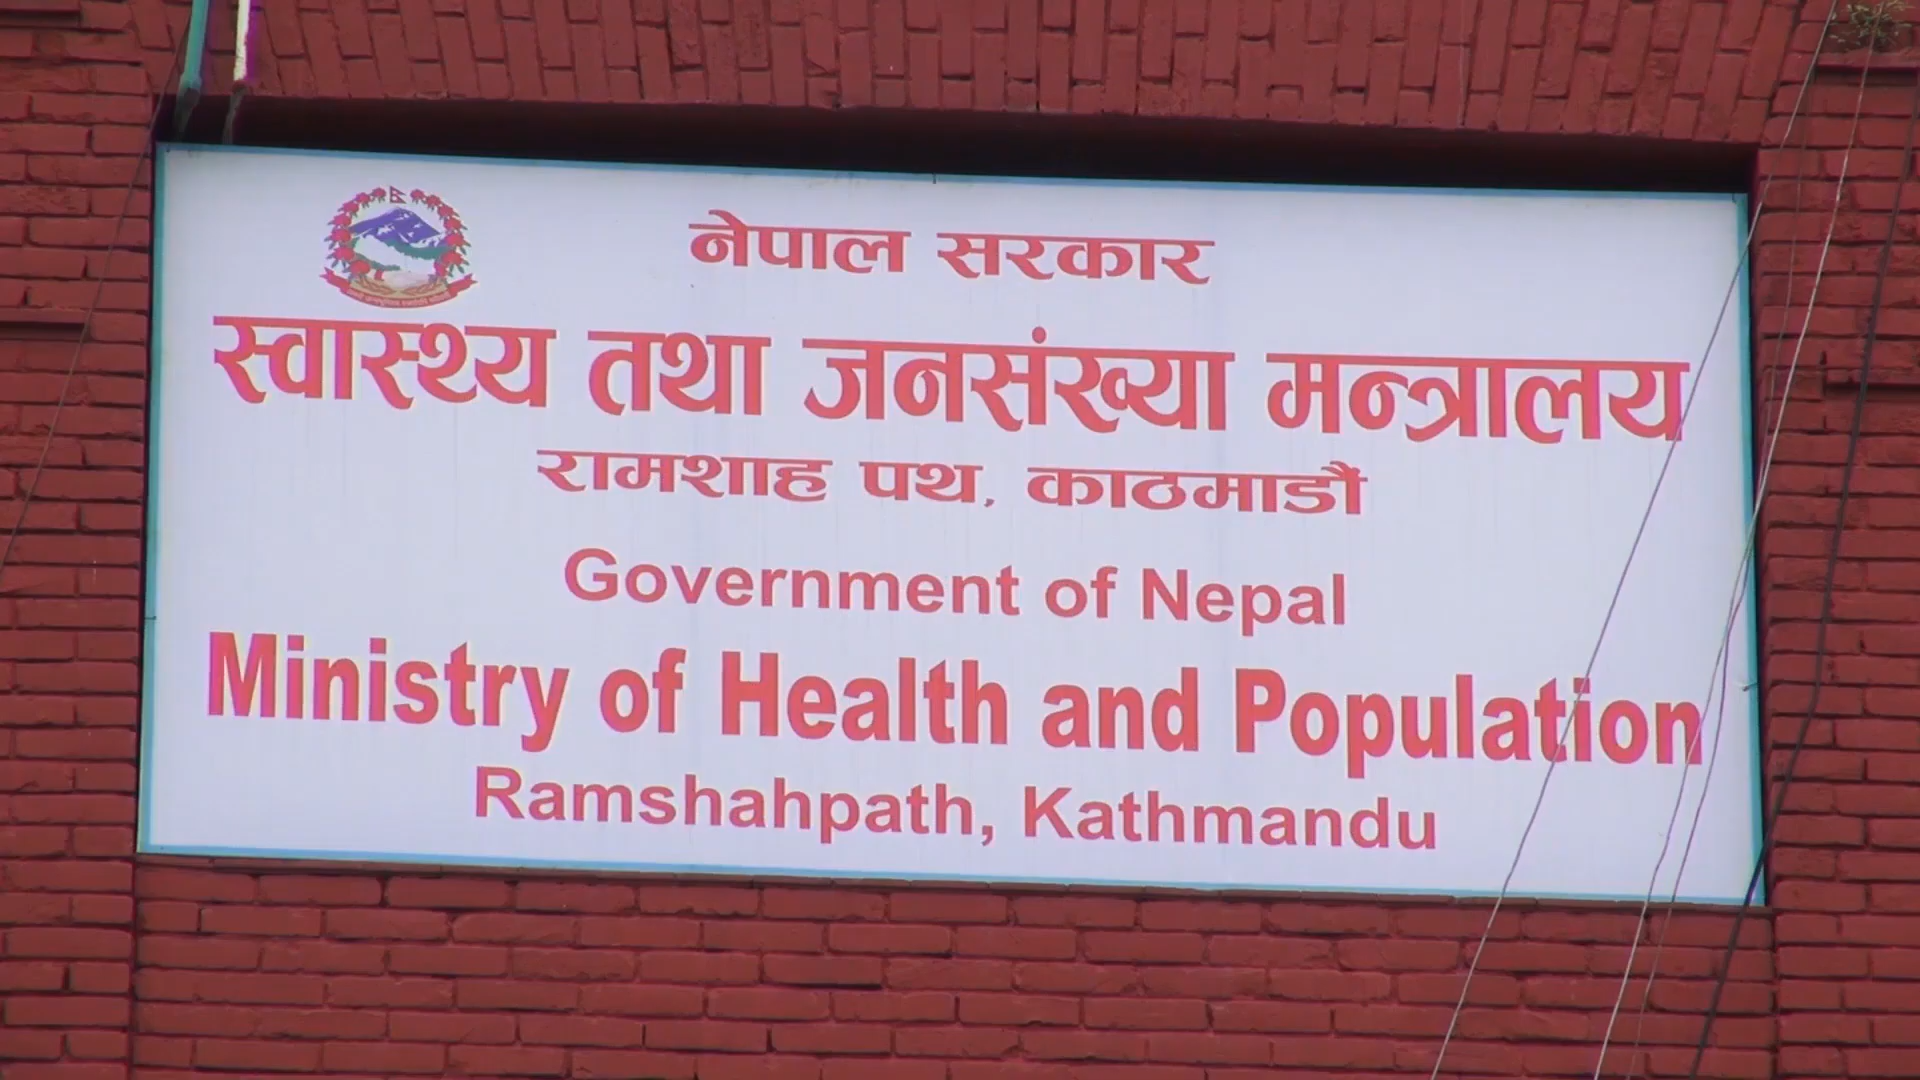 नेपाल सरकार
स्वास्थ्य तथा जनसंख्या मन्त्रालय
रामशाह पथ, काठमाडौं
Government of Nepal
Ministry of Health and Population
Ramshahpath, Kathmandu